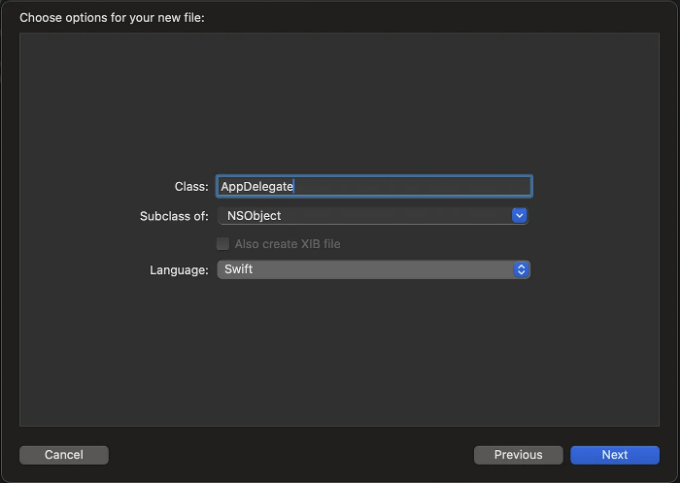 Choose options for your new file:
Class: AppDelegate
Subclass of: NSObject
Also create XIB file
Language: Swift
Cancel Previous Next